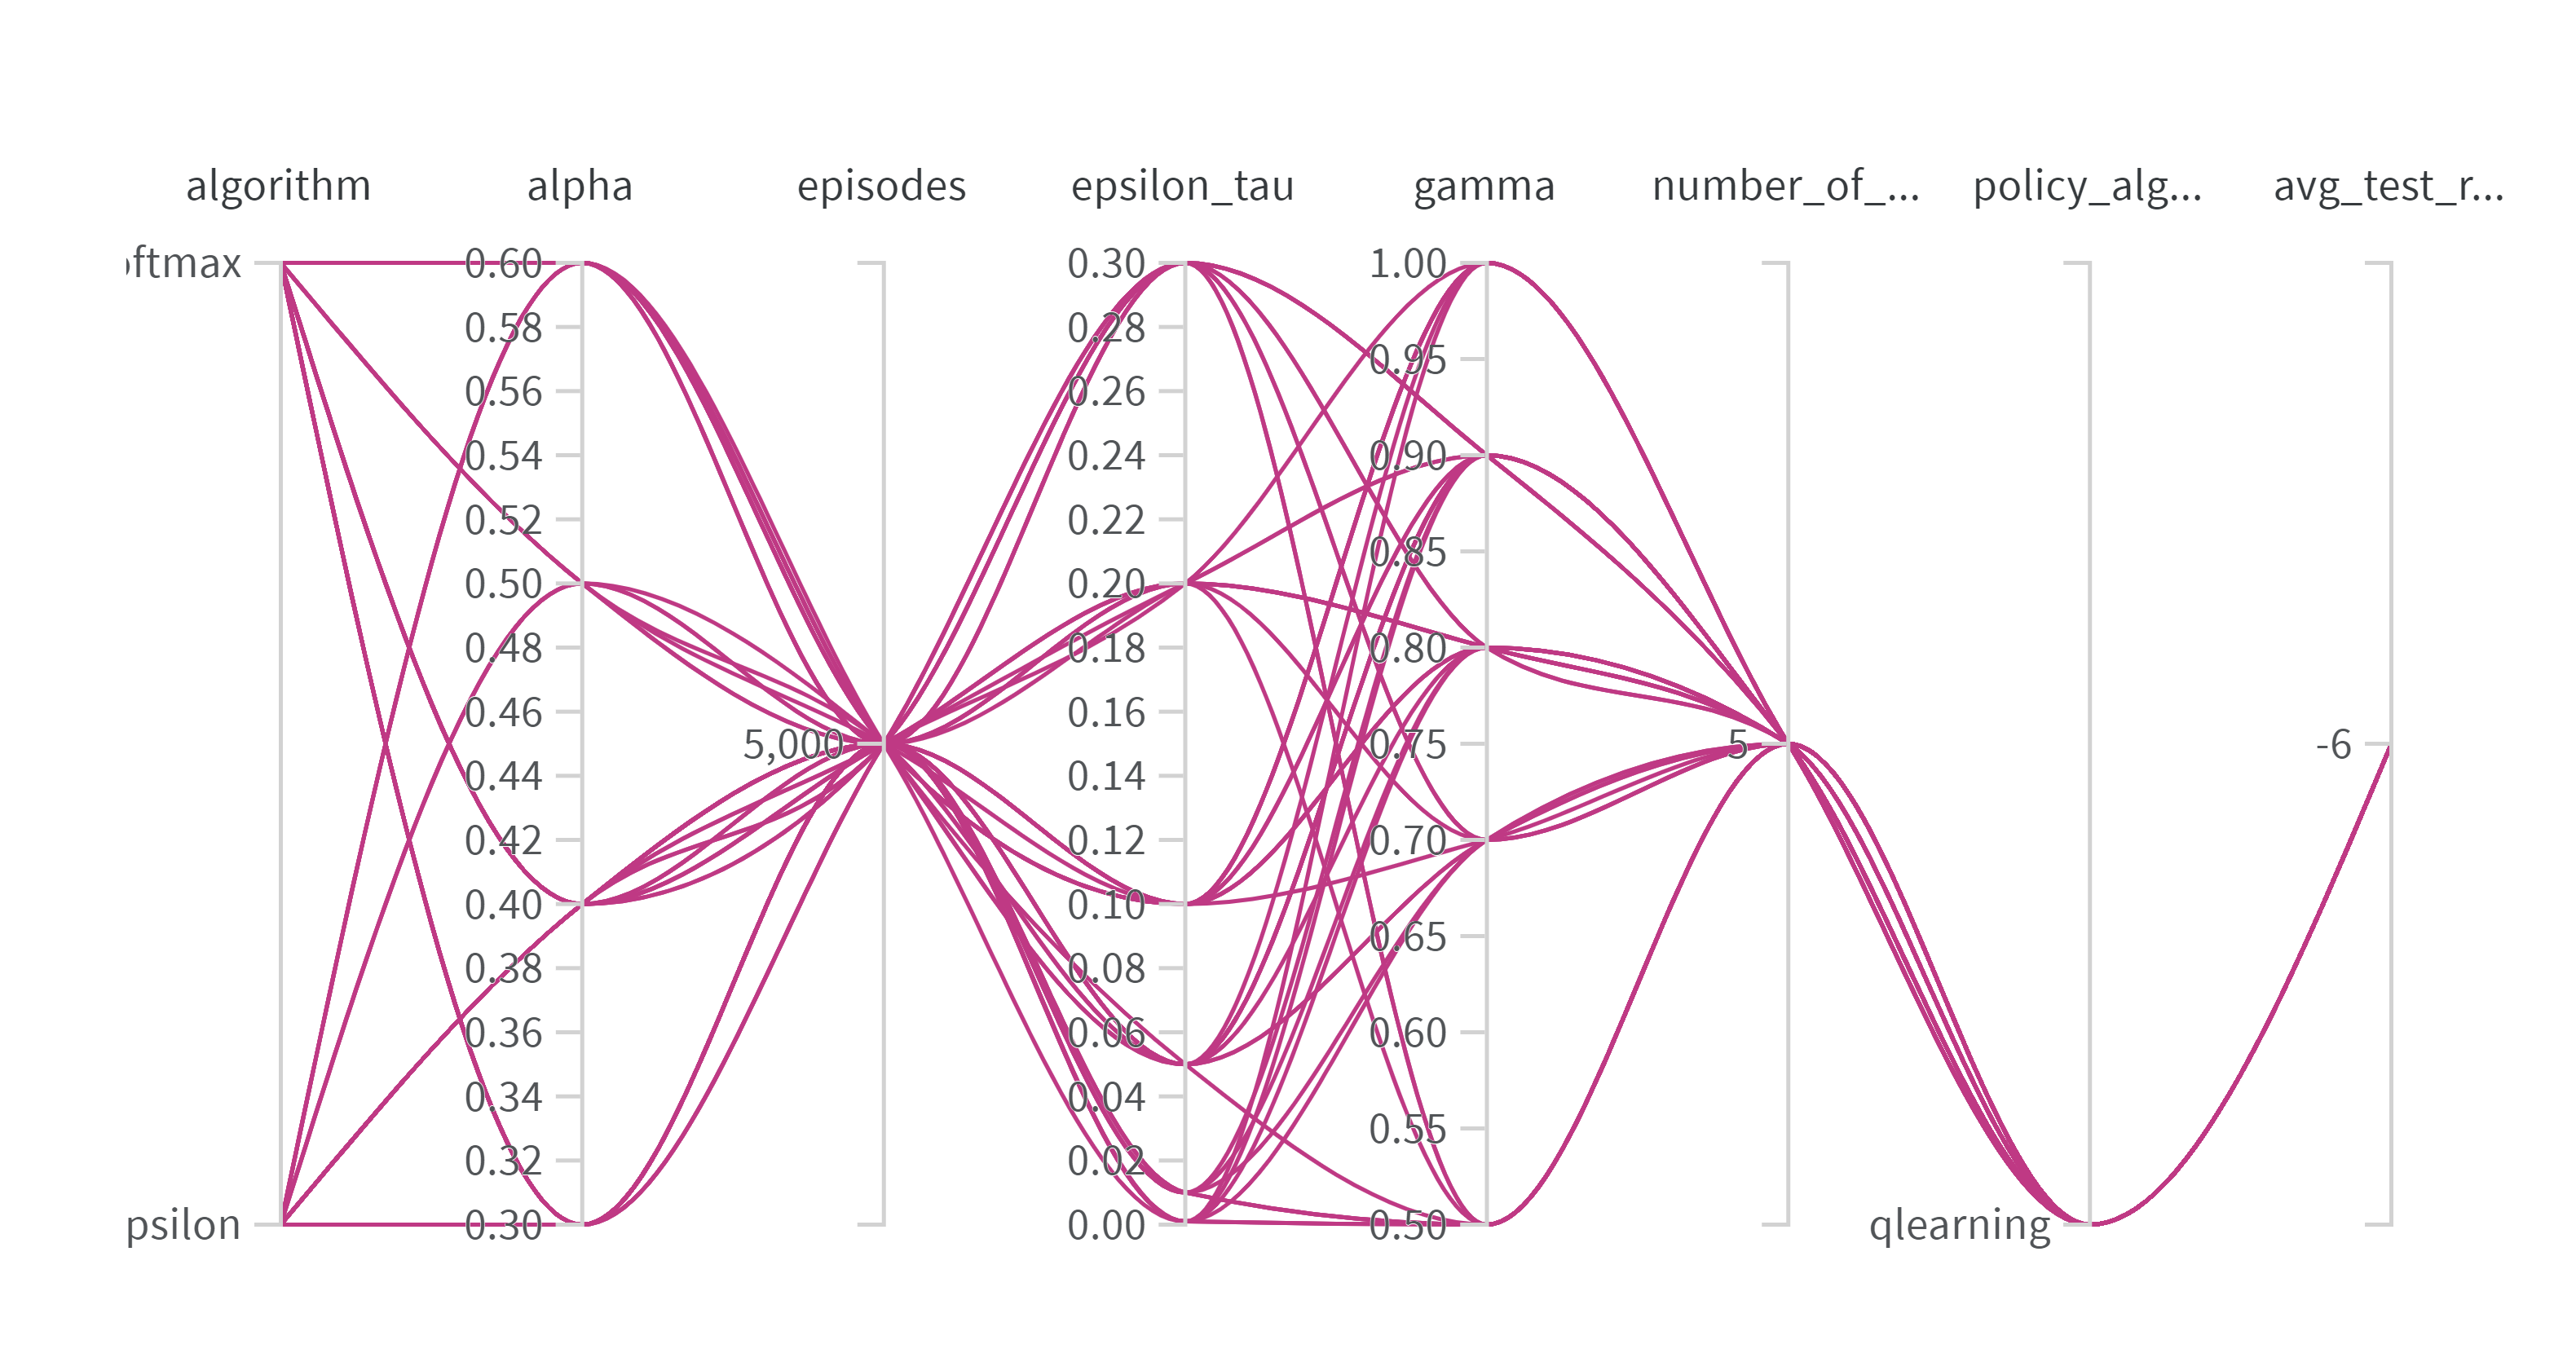 algorithm alpha episodes epsilon_tau gamma number_of_... policy_alg... avg_test_r...
oftmax 0.60 0.30 1.00
0.58 0.28
0.95
0.56 0.26
0.54 0.24 0.90
0.52 0.22
0.85
0.50 0.20
0.48 0.18 0.80
0.46 0.16
5,000 0.75 5 -6
0.44 0.14
0.42 0.12 0.70
0.40 0.10
0.65
0.38 0.08
0.36 0.06 0.60
0.34 0.04
0.55
0.32 0.02
psilon 0.30 0.00 0.50 qlearning